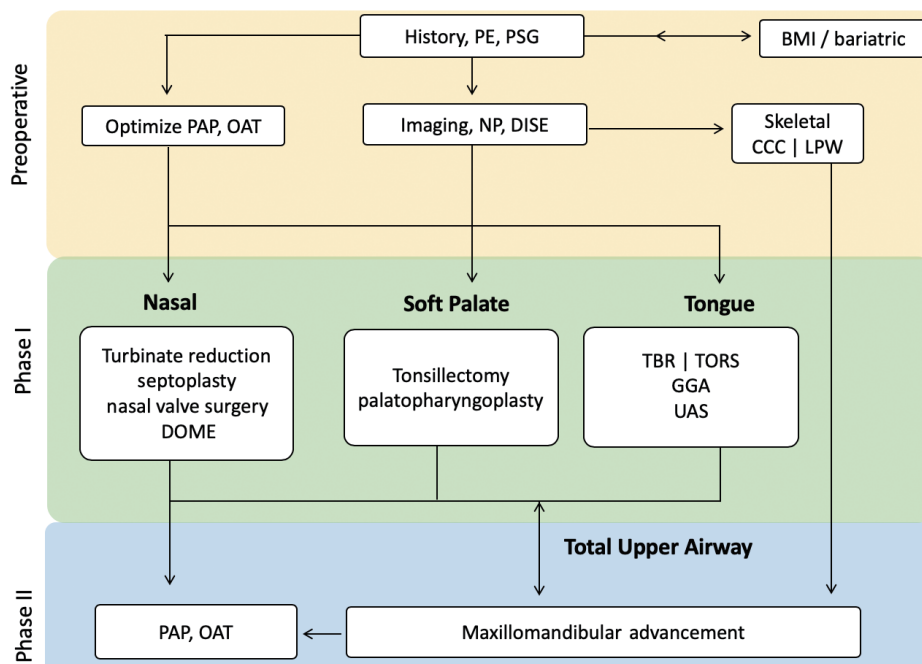 Preoperative
History, PE, PSG
BMI / bariatric
Optimize PAP, OAT
Imaging, NP, DISE
Skeletal
CCC | LPW
Phase I
Nasal
Turbinate reduction
septoplasty
nasal valve surgery
DOME
Soft Palate
Tonsillectomy
palatopharyngoplasty
Tongue
TBR | TORS
GGA
UAS
Phase II
Total Upper Airway
PAP, OAT
Maxillomandibular advancement